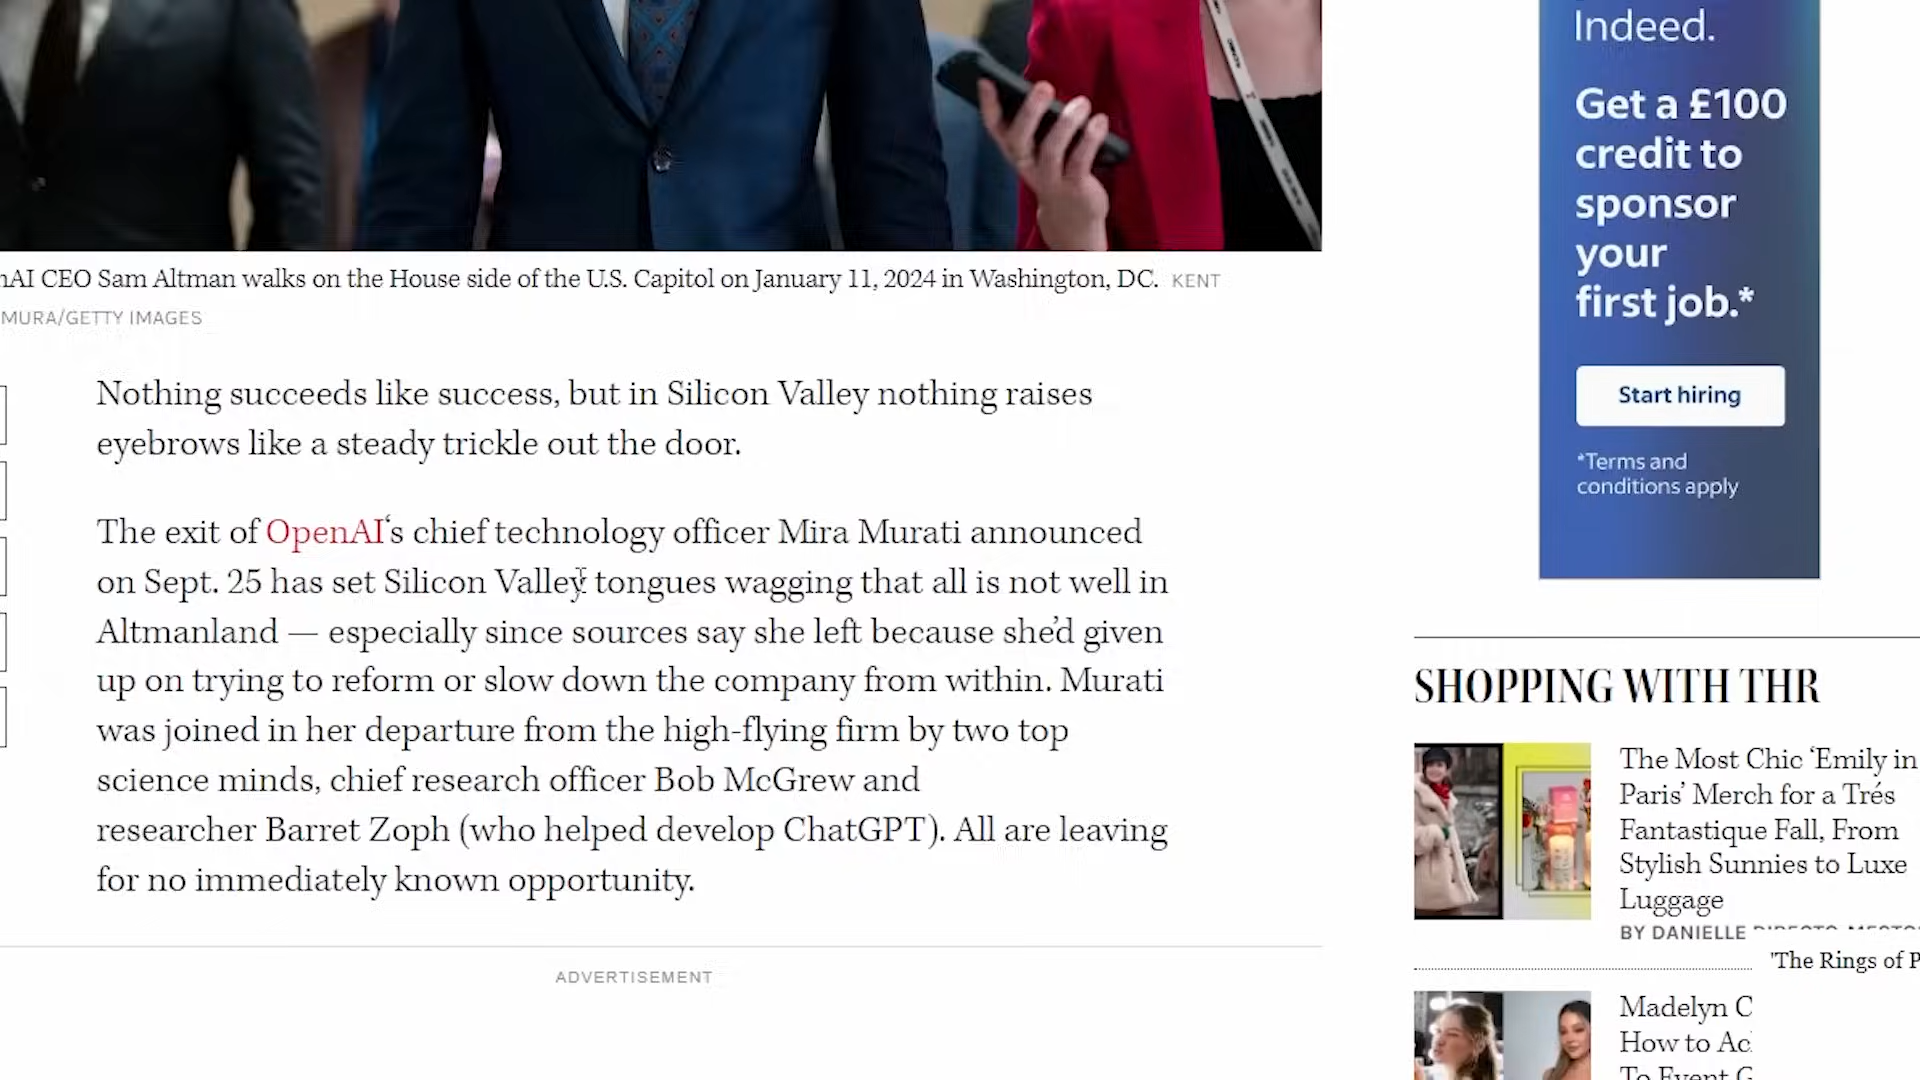 nAI CEO Sam Altman walks on the House side of the U.S. Capitol on January 11, 2024 in Washington, DC. KENT
MURA/GETTY IMAGES
Nothing succeeds like success, but in Silicon Valley nothing raises
eyebrows like a steady trickle out the door.
The exit of OpenAI‘s chief technology officer Mira Murati announced
on Sept. 25 has set Silicon Valley tongues wagging that all is not well in
Altmanland — especially since sources say she left because she’d given
up on trying to reform or slow down the company from within. Murati
was joined in her departure from the high-flying firm by two top
science minds, chief research officer Bob McGrew and
researcher Barret Zoph (who helped develop ChatGPT). All are leaving
for no immediately known opportunity.
ADVERTISEMENT
Indeed.
Get a £100
credit to
sponsor
your
first job.*
Start hiring
*Terms and
conditions apply
SHOPPING WITH THR
The Most Chic ‘Emily in
Paris’ Merch for a Trés
Fantastique Fall, From
Stylish Sunnies to Luxe
Luggage
BY DANIELLE
'The Rings of P
Madelyn C
How to Ac
To Event G